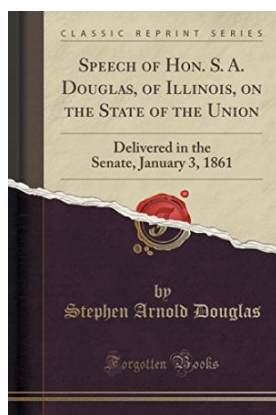 CLASSIC REPRINT SERIES
SPEECH OF HON. S. A.
DOUGLAS, OF ILLINOIS, ON
THE STATE OF THE UNION
Delivered in the
Senate, January 3, 1861
by
Stephen Arnold Douglas
Forgotten Books